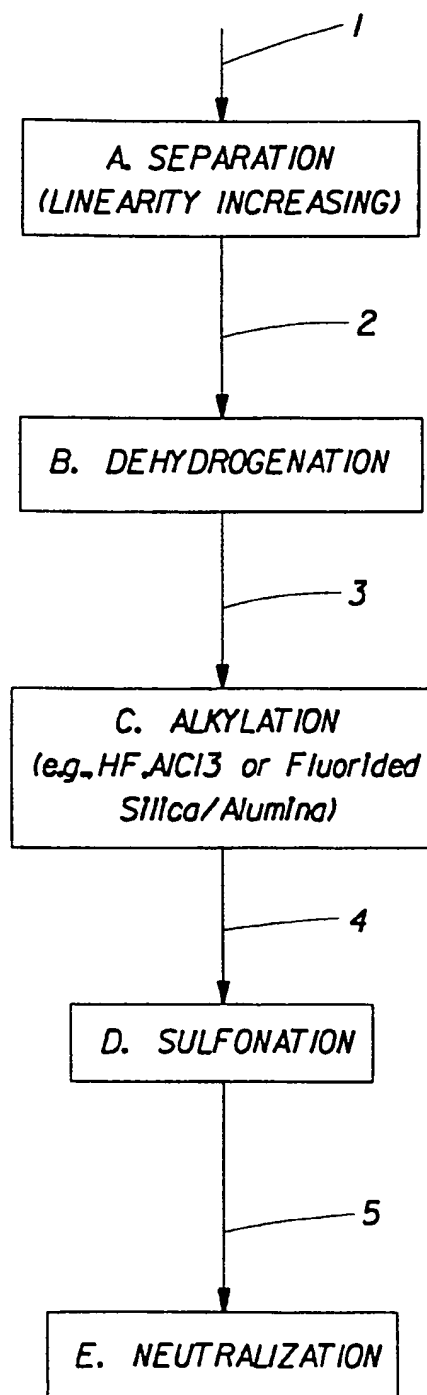 1
A. SEPARATION
(LINEARITY INCREASING)
2
B. DEHYDROGENATION
3
C. ALKYLATION
(e.g., HF, AlCl3 or Fluorided
Silica/Alumina)
4
D. SULFONATION
5
E. NEUTRALIZATION